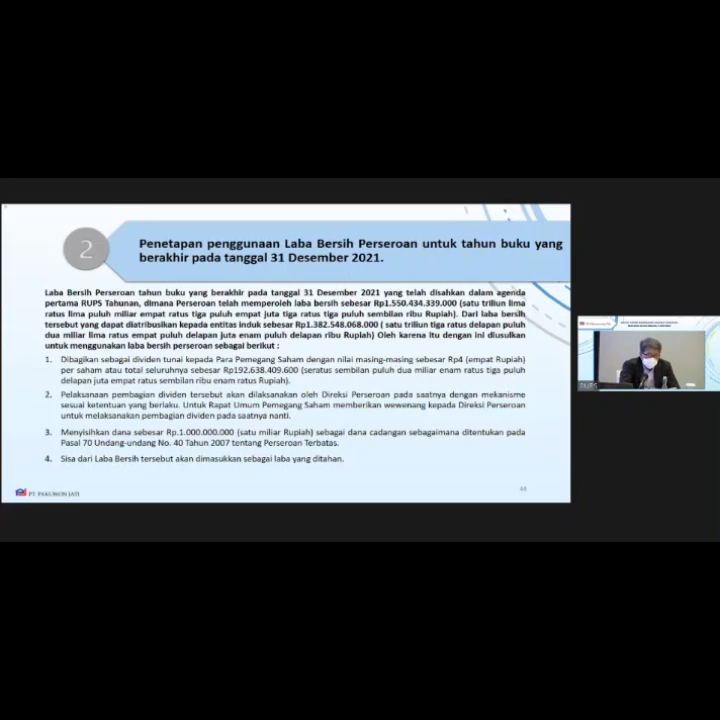 2
Penetapan penggunaan Laba Bersih Perseroan untuk tahun buku yang
berakhir pada tanggal 31 Desember 2021.
Laba Bersih Perseroan tahun buku yang berakhir pada tanggal 31 Desember 2021 yang telah disahkan dalam agenda
pertama RUPS Tahunan, dimana Perseroan telah memperoleh laba bersih sebesar Rp1.550.434.339.000 (satu triliun lima
ratus lima puluh miliar empat ratus tiga puluh empat juta tiga ratus tiga puluh sembilan ribu Rupiah). Dari laba bersih
tersebut yang dapat diatribusikan kepada entitas induk sebesar Rp1.382.548.068.000 ( satu triliun tiga ratus delapan puluh
dua miliar lima ratus empat puluh delapan juta enam puluh delapan ribu Rupiah) Oleh karena itu dengan ini diusulkan
untuk menggunakan laba bersih perseroan sebagai berikut :
1. Dibagikan sebagai dividen tunai kepada Para Pemegang Saham dengan nilai masing-masing sebesar Rp4 (empat Rupiah)
per saham atau total seluruhnya sebesar Rp192.638.409.600 (seratus sembilan puluh dua miliar enam ratus tiga puluh
delapan juta empat ratus sembilan ribu enam ratus Rupiah).
2. Pelaksanaan pembagian dividen tersebut akan dilaksanakan oleh Direksi Perseroan pada saatnya dengan mekanisme
sesuai ketentuan yang berlaku. Untuk Rapat Umum Pemegang Saham memberikan wewenang kepada Direksi Perseroan
untuk melaksanakan pembagian dividen pada saatnya nanti.
3. Menyisihkan dana sebesar Rp.1.000.000.000 (satu miliar Rupiah) sebagai dana cadangan sebagaimana ditentukan pada
Pasal 70 Undang-undang No. 40 Tahun 2007 tentang Perseroan Terbatas.
4. Sisa dari Laba Bersih tersebut akan dimasukkan sebagai laba yang ditahan.
PT. PAKUWON JATI